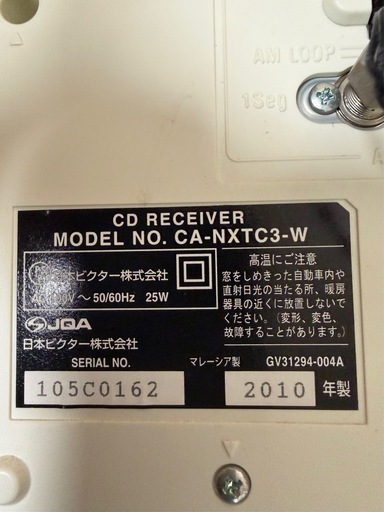 AM LOOP
1Seg
A
CD RECEIVER
MODEL NO. CA-NXTC3-W
日本ビクター株式会社
AC100V～50/60Hz 25W
JQA
日本ビクター株式会社
高温にご注意
窓をしめきった自動車内や
直射日光の当たる所、暖房
器具の近くに放置しないで
ください。（変形、変色、
故障することがあります。）
SERIAL NO.
マレーシア製
GV31294-004A
105C0162
2010 年製